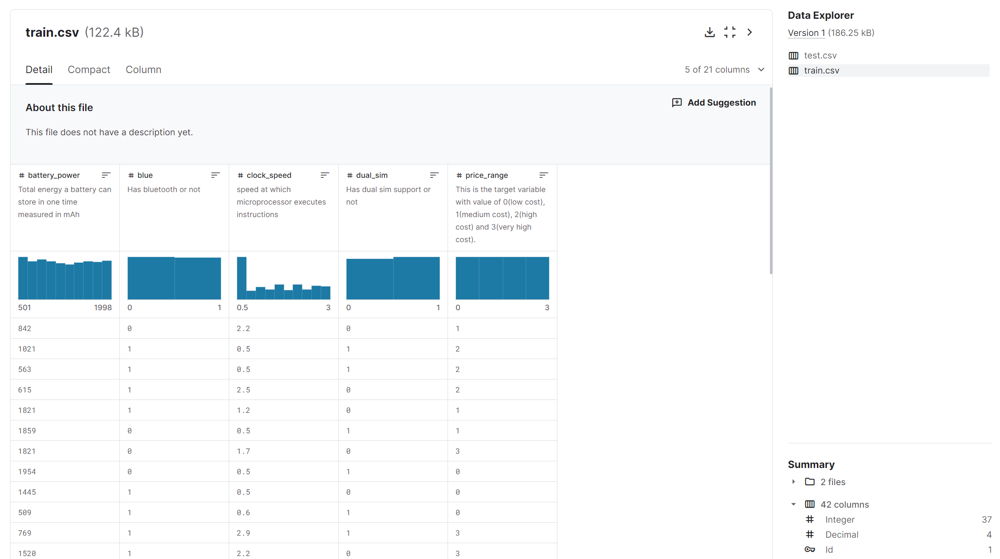 train.csv (122.4 kB)
Detail Compact Column 5 of 21 columns
About this file
Add Suggestion
This file does not have a description yet.
# battery_power
Total energy a battery can
store in one time
measured in mAh
# blue
Has bluetooth or not
# clock_speed
speed at which
microprocessor executes
instructions
# dual_sim
Has dual sim support or
not
# price_range
This is the target variable
with value of 0(low cost),
1(medium cost), 2(high
cost) and 3(very high
cost).
501 1998 0 1 0.5 3 0 1 0 3
842 0 2.2 0 1
1021 1 0.5 1 2
563 1 0.5 1 2
615 1 2.5 0 2
1821 1 1.2 0 1
1859 0 0.5 1 1
1821 0 1.7 0 3
1954 0 0.5 1 0
1445 1 0.5 0 0
509 1 0.6 1 0
769 1 2.9 1 3
1520 1 2.2 0 3
Data Explorer
Version 1 (186.25 kB)
test.csv
train.csv
Summary
2 files
42 columns
# Integer 37
# Decimal 4
Id 1